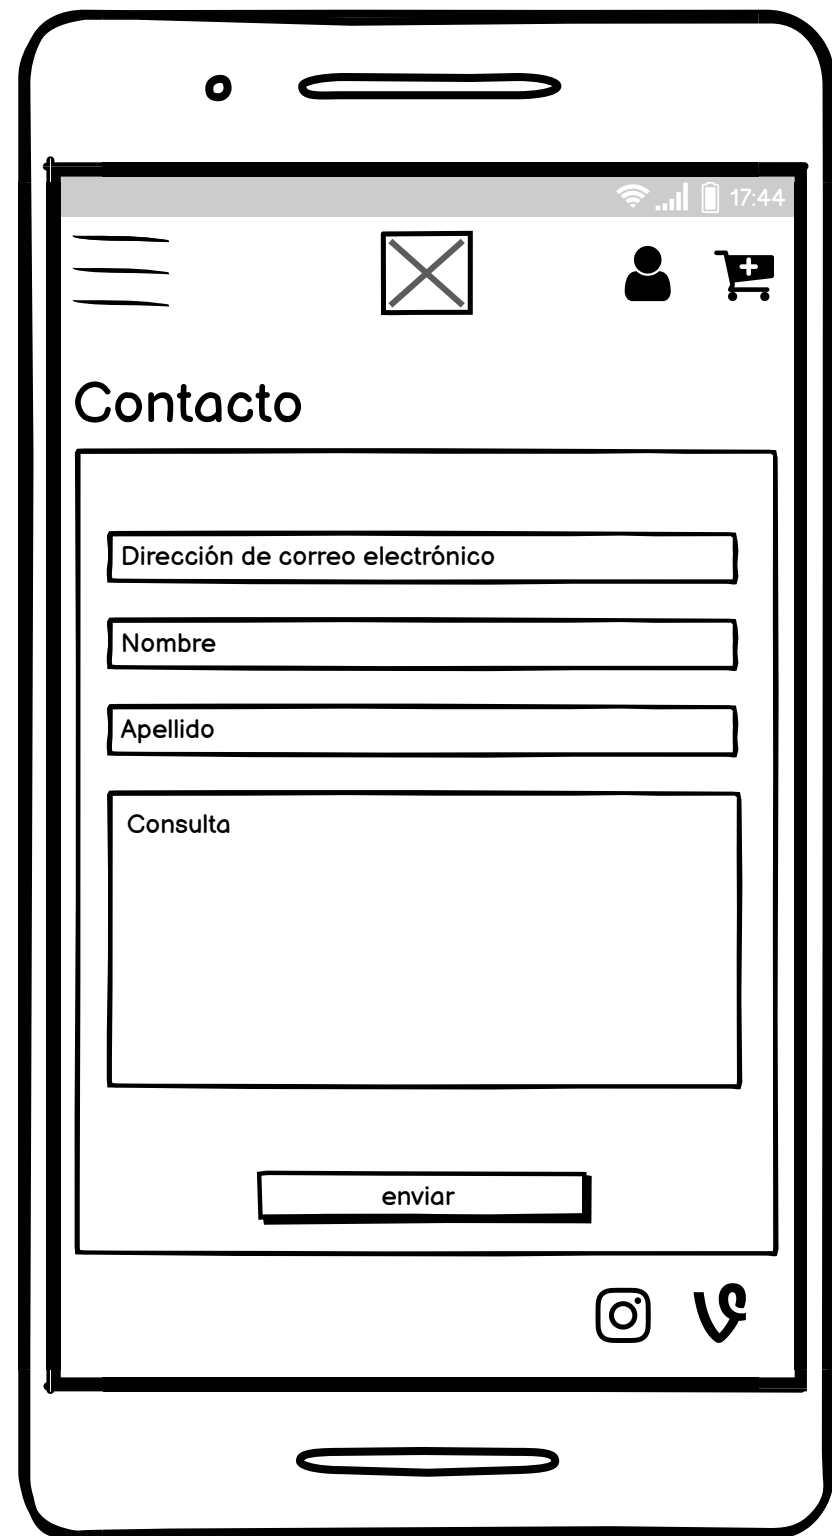 17:44
Contacto
Dirección de correo electrónico
Nombre
Apellido
Consulta
enviar